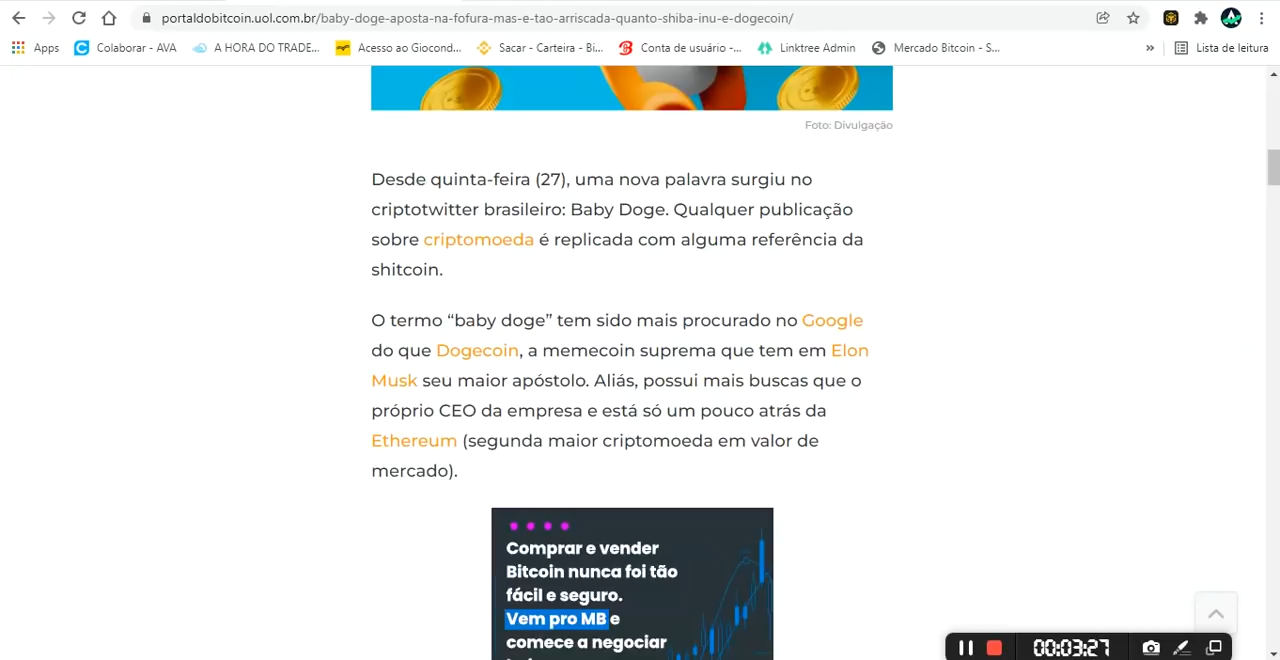 portaldobitcoin.uol.com.br/baby-doge-aposta-na-fofura-mas-e-tao-arriscada-quanto-shiba-inu-e-dogecoin/
Apps Colaborar - AVA A HORA DO TRADE... Acesso ao Giocond... Sacar - Carteira - Bi... Conta de usuário -... Linktree Admin Mercado Bitcoin - S... » Lista de leitura
Foto: Divulgação
Desde quinta-feira (27), uma nova palavra surgiu no
criptotwitter brasileiro: Baby Doge. Qualquer publicação
sobre criptomoeda é replicada com alguma referência da
shitcoin.
O termo “baby doge” tem sido mais procurado no Google
do que Dogecoin, a memecoin suprema que tem em Elon
Musk seu maior apóstolo. Aliás, possui mais buscas que o
próprio CEO da empresa e está só um pouco atrás da
Ethereum (segunda maior criptomoeda em valor de
mercado).
Comprar e vender
Bitcoin nunca foi tão
fácil e seguro.
Vem pro MB e
comece a negociar
00:03:27